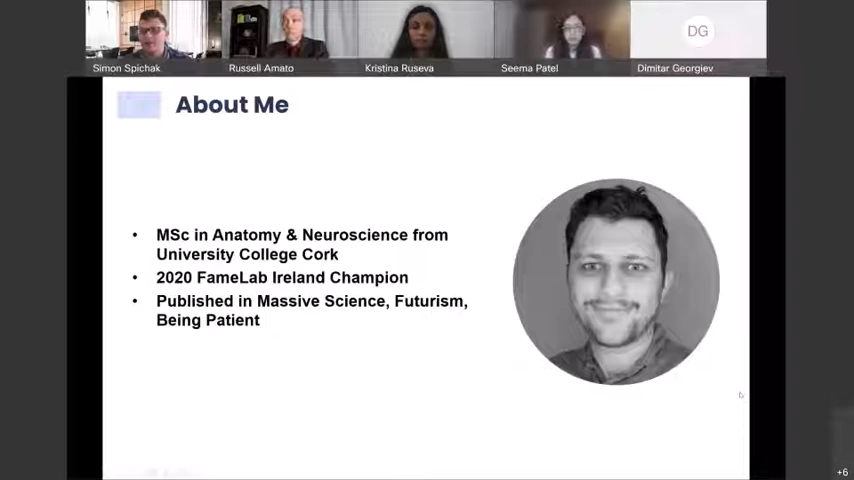 DG
Simon Spichak
Russell Amato
Kristina Ruseva
Seema Patel
Dimitar Georgiev
About Me
• MSc in Anatomy & Neuroscience from
University College Cork
• 2020 FameLab Ireland Champion
• Published in Massive Science, Futurism,
Being Patient
+6